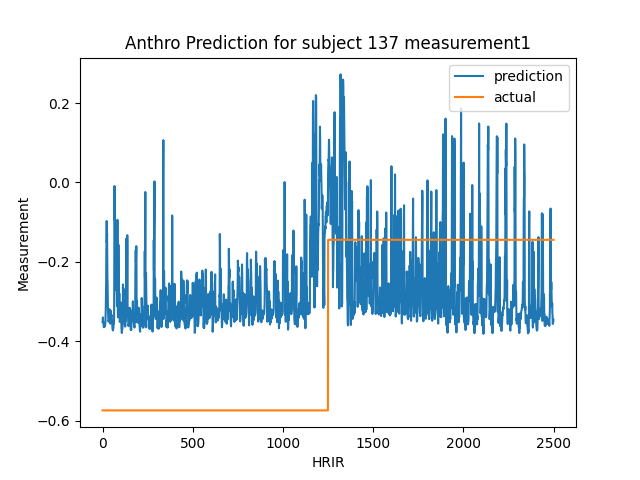 Anthro Prediction for subject 137 measurement1
prediction
actual
0.2
0.0
−0.2
−0.4
−0.6
Measurement
0
500
1000
1500
2000
2500
HRIR